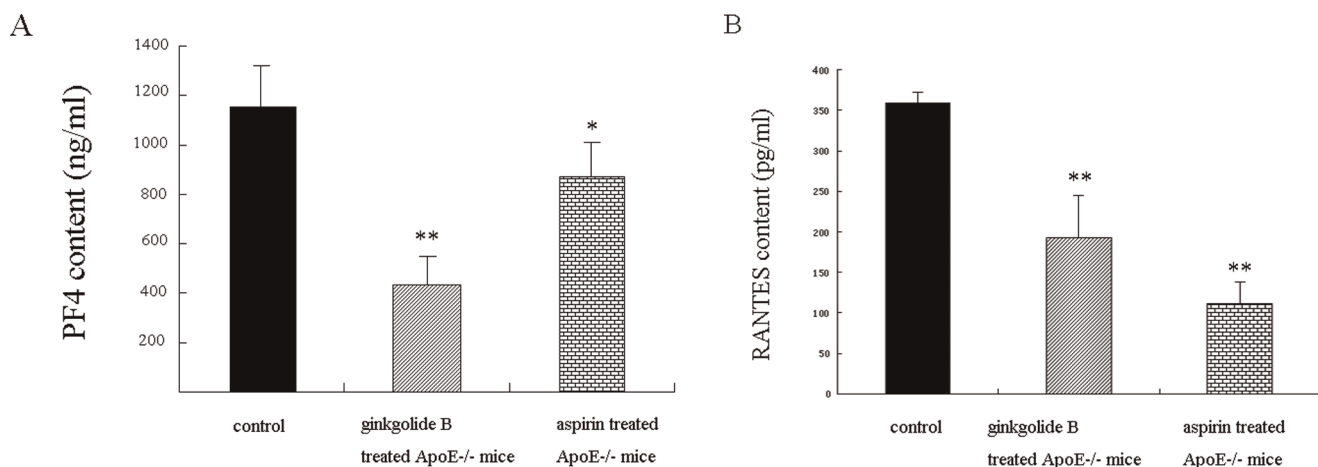 A
PF4 content (ng/ml)
1400
1200
1000
800
600
400
200
**
*
control
ginkgolide B
treated ApoE-/- mice
aspirin treated
ApoE-/- mice
B
RANTES content (pg/ml)
400
350
300
250
200
150
100
50
0
**
**
control
ginkgolide B
treated ApoE-/- mice
aspirin treated
ApoE-/- mice